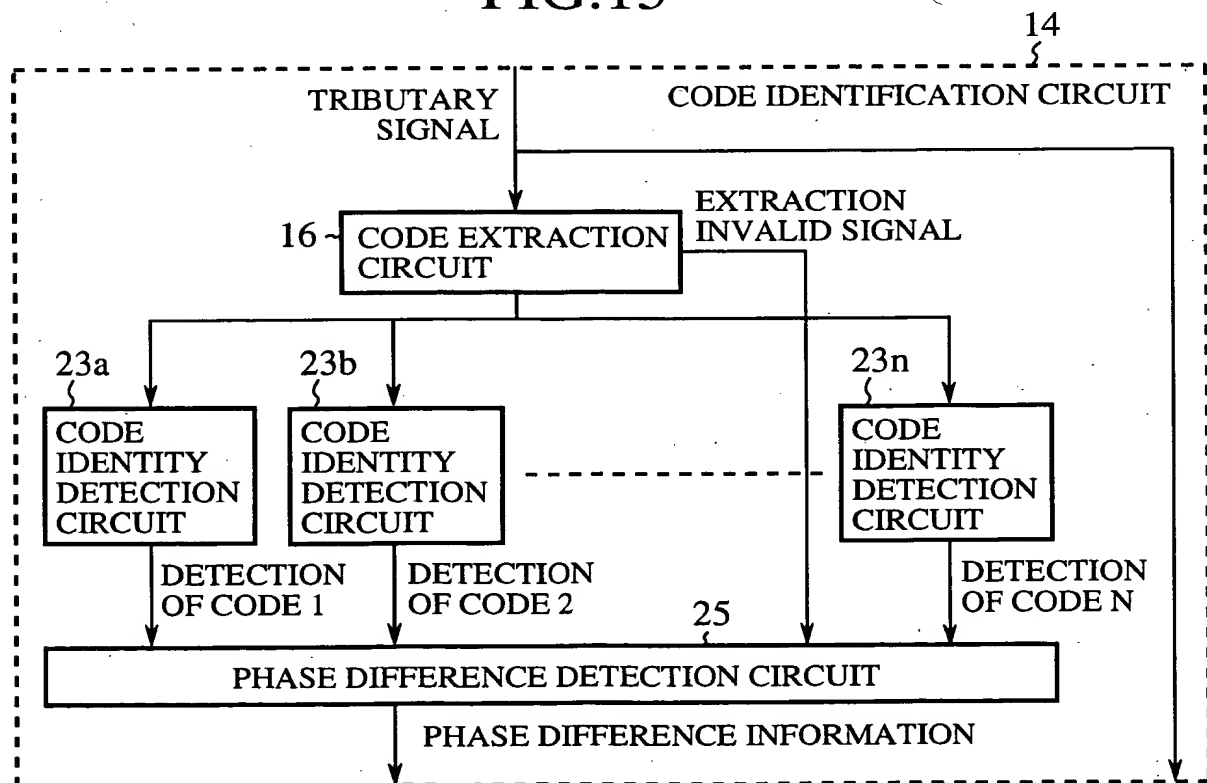 FIG.15
14
TRIBUTARY
SIGNAL
CODE IDENTIFICATION CIRCUIT
EXTRACTION
INVALID SIGNAL
16
CODE EXTRACTION
CIRCUIT
23a
23b
23n
CODE
IDENTITY
DETECTION
CIRCUIT
CODE
IDENTITY
DETECTION
CIRCUIT
CODE
IDENTITY
DETECTION
CIRCUIT
DETECTION
OF CODE 1
DETECTION
OF CODE 2
DETECTION
OF CODE N
25
PHASE DIFFERENCE DETECTION CIRCUIT
PHASE DIFFERENCE INFORMATION